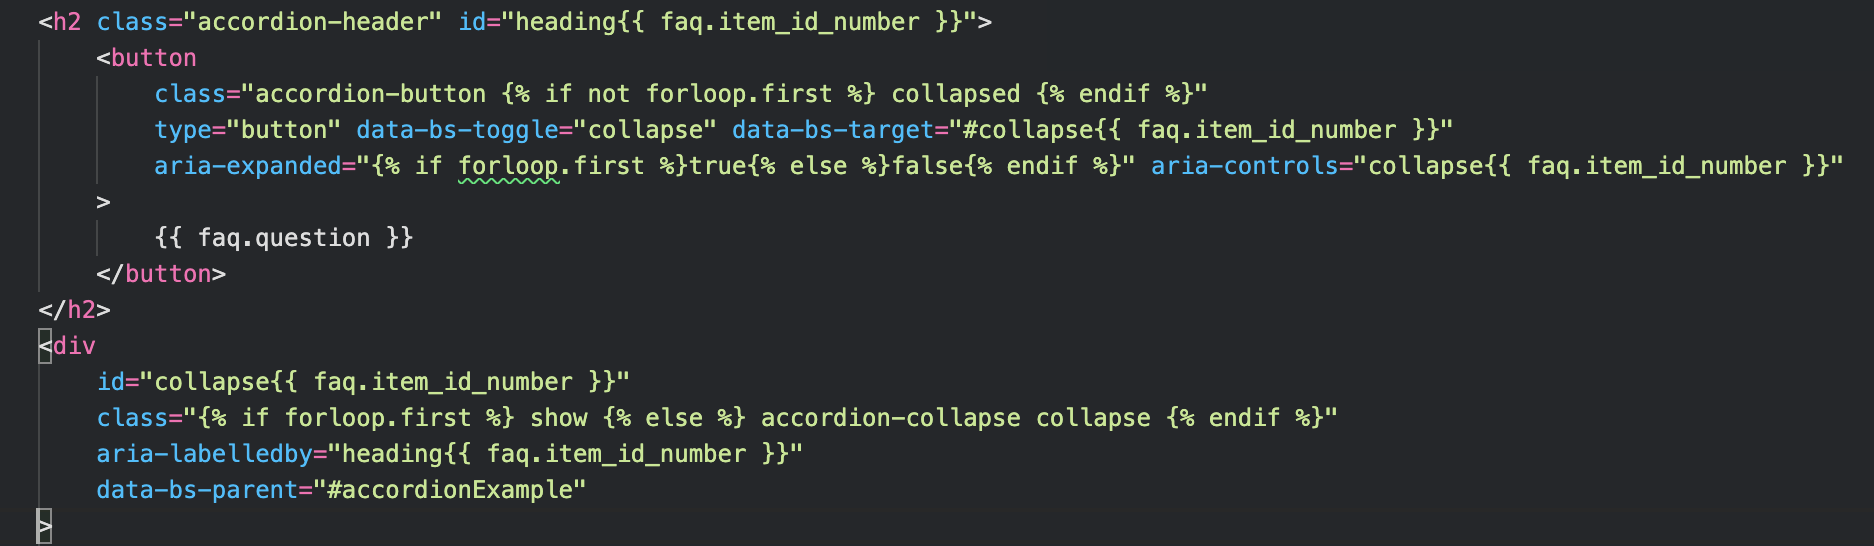 <h2 class="accordion-header" id="heading{{ faq.item_id_number }}">
<button
class="accordion-button {% if not forloop.first %} collapsed {% endif %}"
type="button" data-bs-toggle="collapse" data-bs-target="#collapse{{ faq.item_id_number }}"
aria-expanded="{% if forloop.first %}true{% else %}false{% endif %}" aria-controls="collapse{{ faq.item_id_number }}"
>
{{ faq.question }}
</button>
</h2>
<div
id="collapse{{ faq.item_id_number }}"
class="{% if forloop.first %} show {% else %} accordion-collapse collapse {% endif %}"
aria-labelledby="heading{{ faq.item_id_number }}"
data-bs-parent="#accordionExample"
>